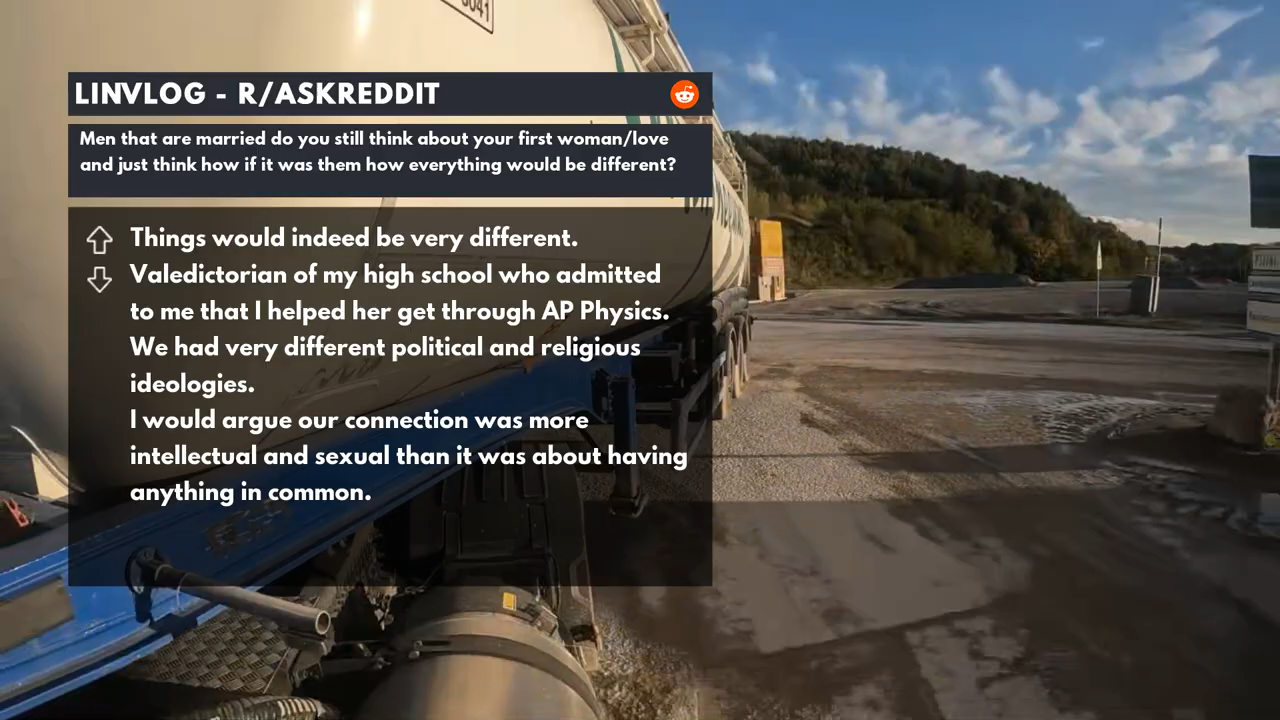 LINVLOG - R/ASKREDDIT
Men that are married do you still think about your first woman/love
and just think how if it was them how everything would be different?
Things would indeed be very different.
Valedictorian of my high school who admitted
to me that I helped her get through AP Physics.
We had very different political and religious
ideologies.
I would argue our connection was more
intellectual and sexual than it was about having
anything in common.